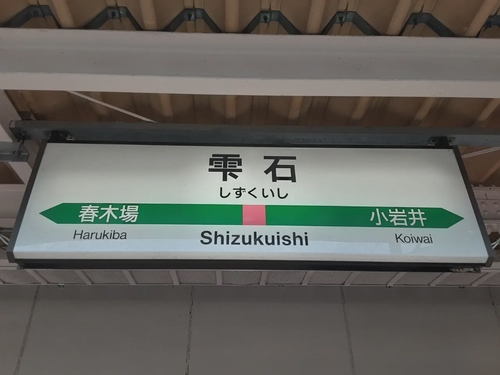 雫石
しずくいし
春木場
小岩井
Harukiba
Shizukuishi
Koiwai